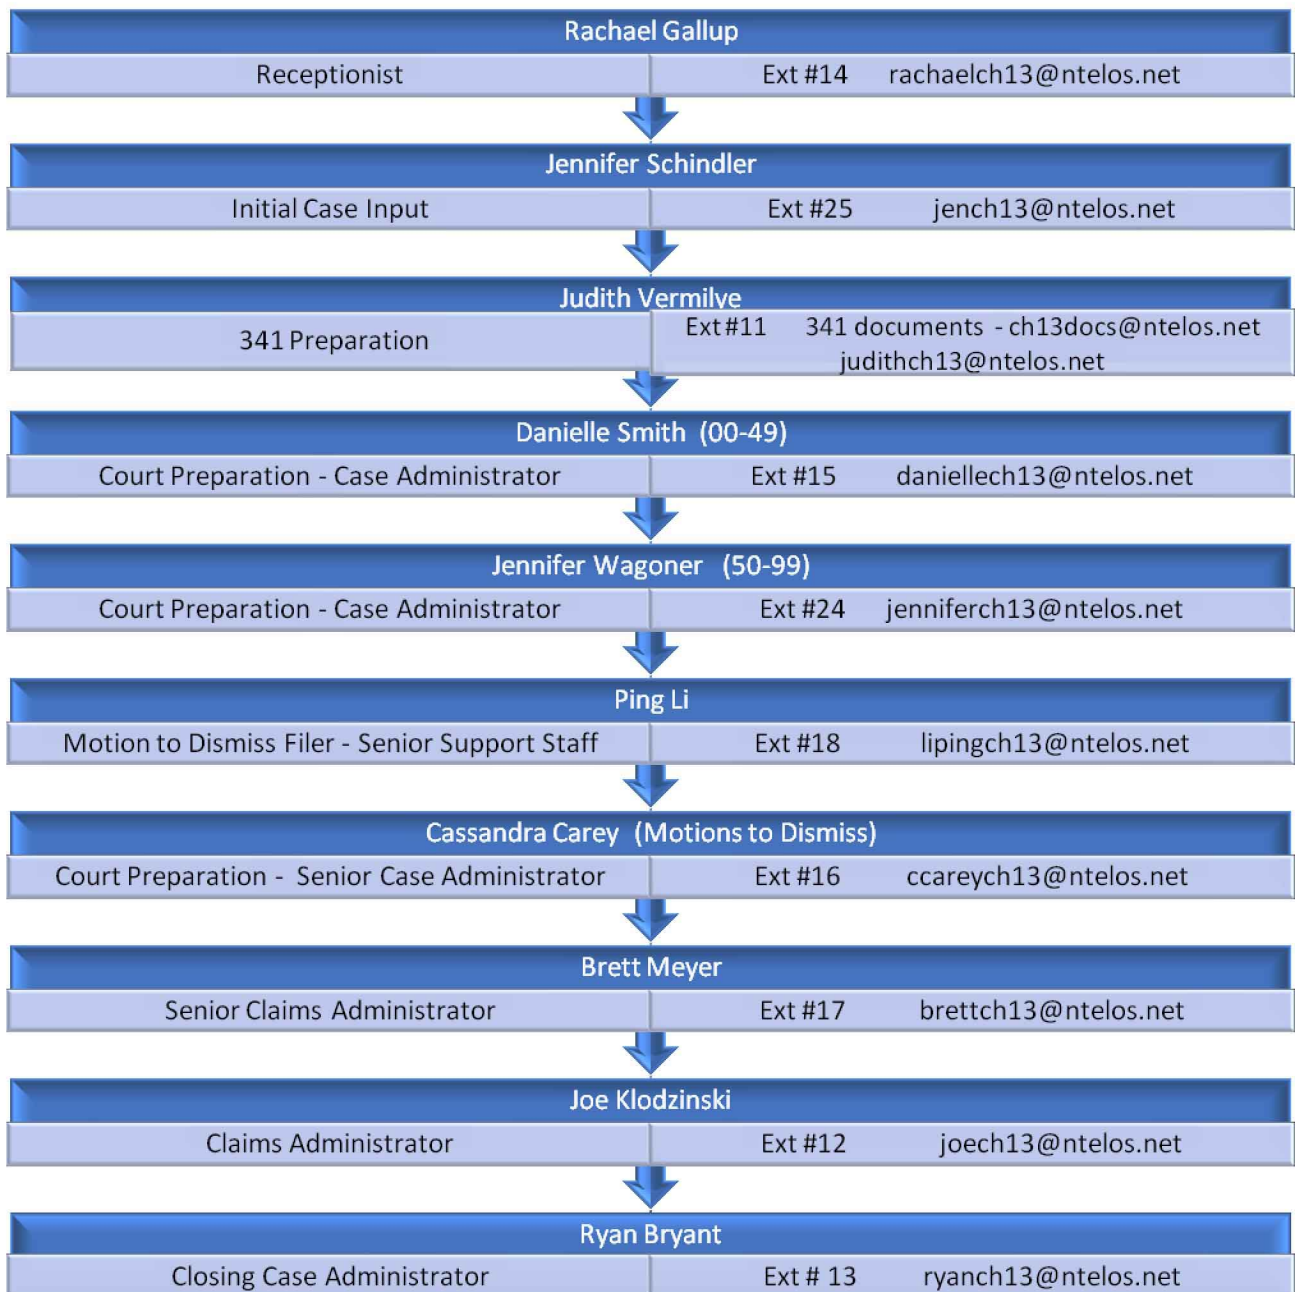 Rachael Gallup
Receptionist Ext #14 rachaelch13@ntelos.net
Jennifer Schindler
Initial Case Input Ext #25 jench13@ntelos.net
Judith Vermilye
341 Preparation Ext #11 341 documents - ch13docs@ntelos.net
judithch13@ntelos.net
Danielle Smith (00-49)
Court Preparation - Case Administrator Ext #15 daniellech13@ntelos.net
Jennifer Wagoner (50-99)
Court Preparation - Case Administrator Ext #24 jenniferch13@ntelos.net
Ping Li
Motion to Dismiss Filer - Senior Support Staff Ext #18 lipingch13@ntelos.net
Cassandra Carey (Motions to Dismiss)
Court Preparation - Senior Case Administrator Ext #16 ccareych13@ntelos.net
Brett Meyer
Senior Claims Administrator Ext #17 brettch13@ntelos.net
Joe Klodzinski
Claims Administrator Ext #12 joech13@ntelos.net
Ryan Bryant
Closing Case Administrator Ext # 13 ryanch13@ntelos.net